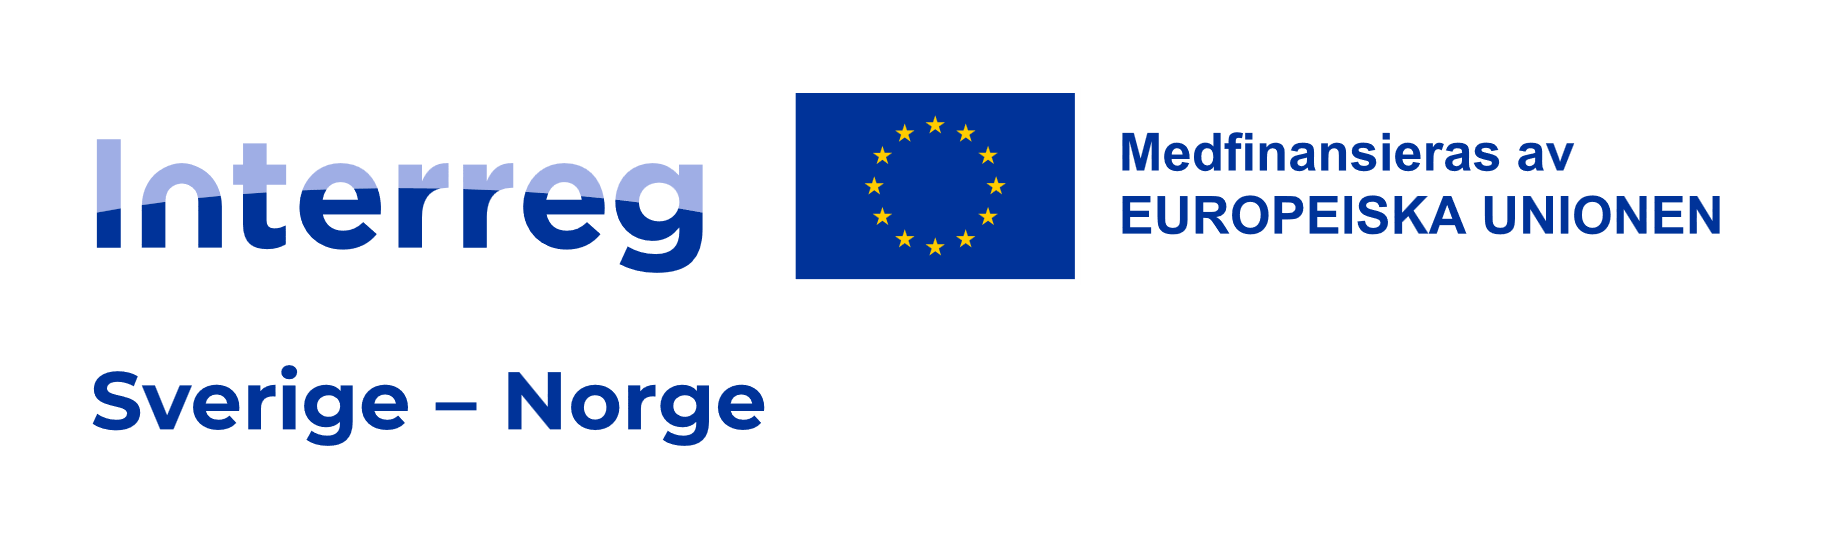 Interreg
Medfinansieras av
EUROPEISKA UNIONEN
Sverige – Norge